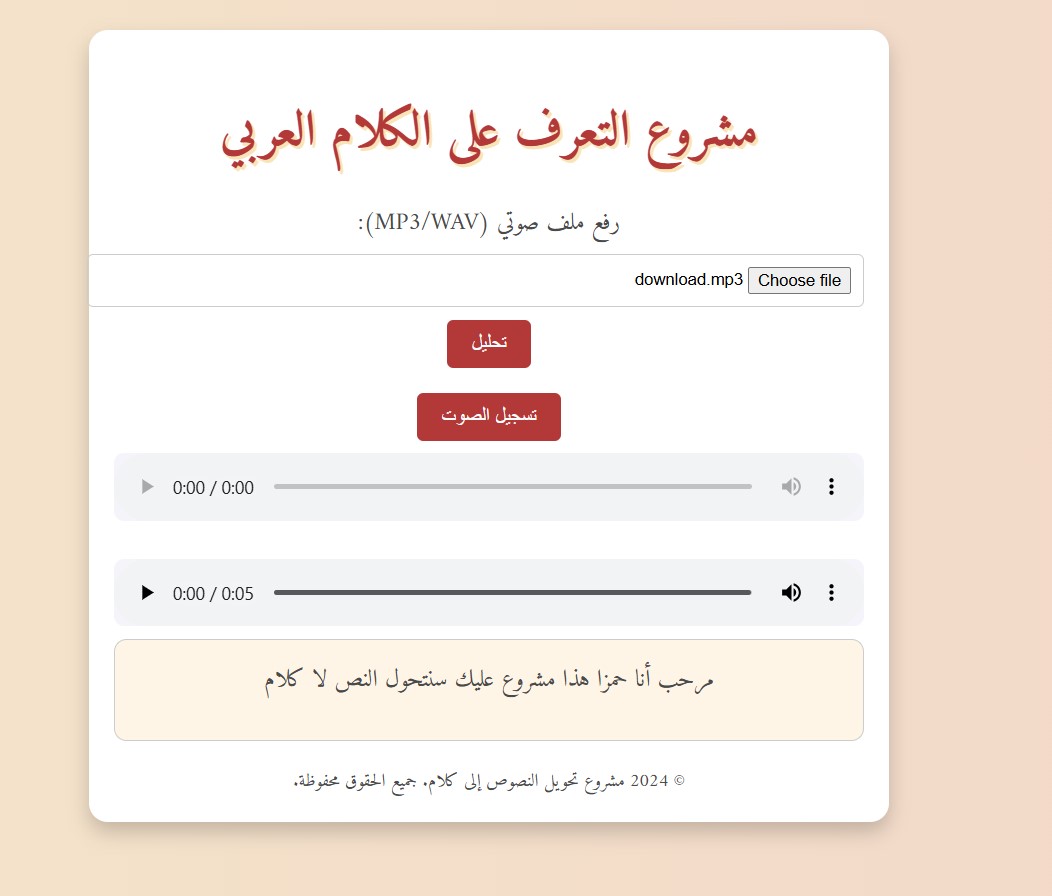 مشروع التعرف على الكلام العربي
رفع ملف صوتي (MP3/WAV):
Choose file download.mp3
تحليل
تسجيل الصوت
0:00 / 0:00
0:00 / 0:05
مرحب أنا حمزا هذا مشروع عليك سنتحول النص لا كلام
© 2024 مشروع تحويل النصوص إلى كلام. جميع الحقوق محفوظة.